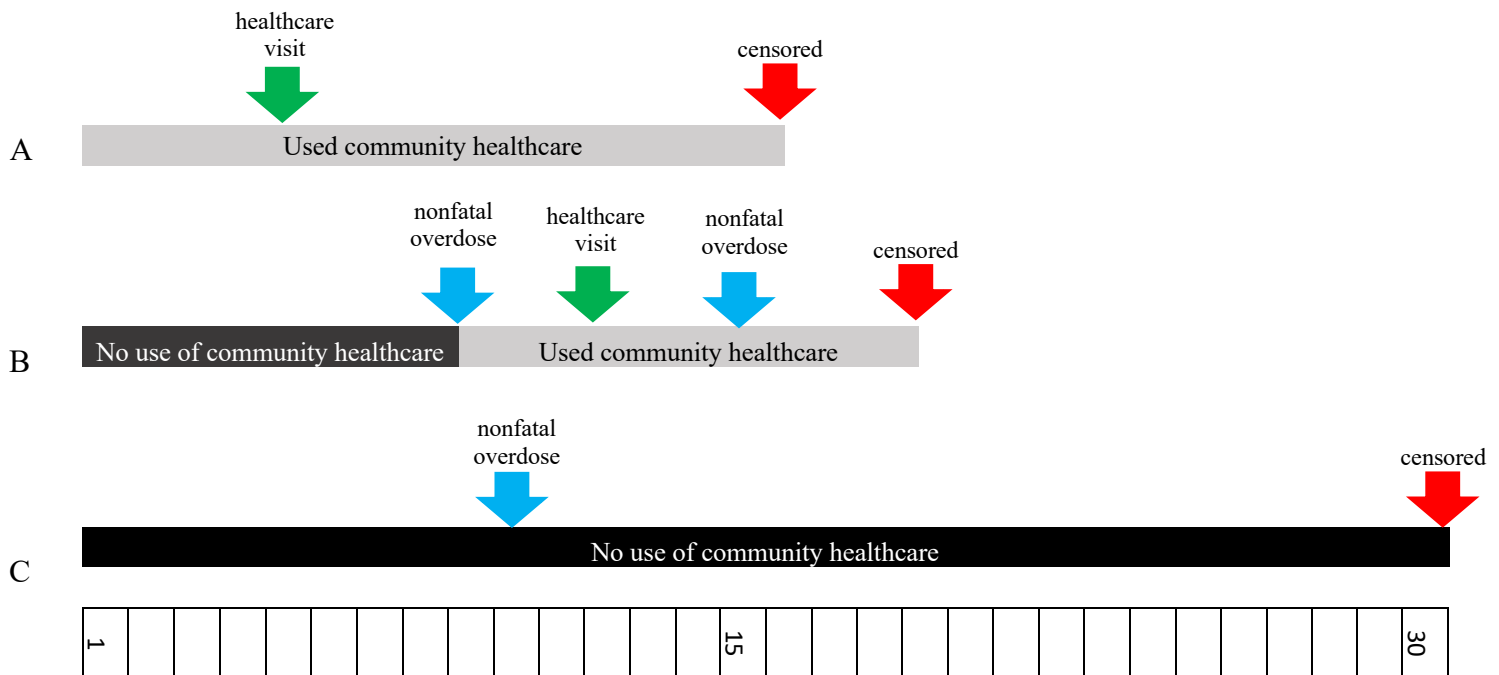 healthcare
visit
censored
A
Used community healthcare
nonfatal
overdose
healthcare
visit
nonfatal
overdose
censored
B
No use of community healthcare
Used community healthcare
nonfatal
overdose
censored
C
No use of community healthcare
1
15
30